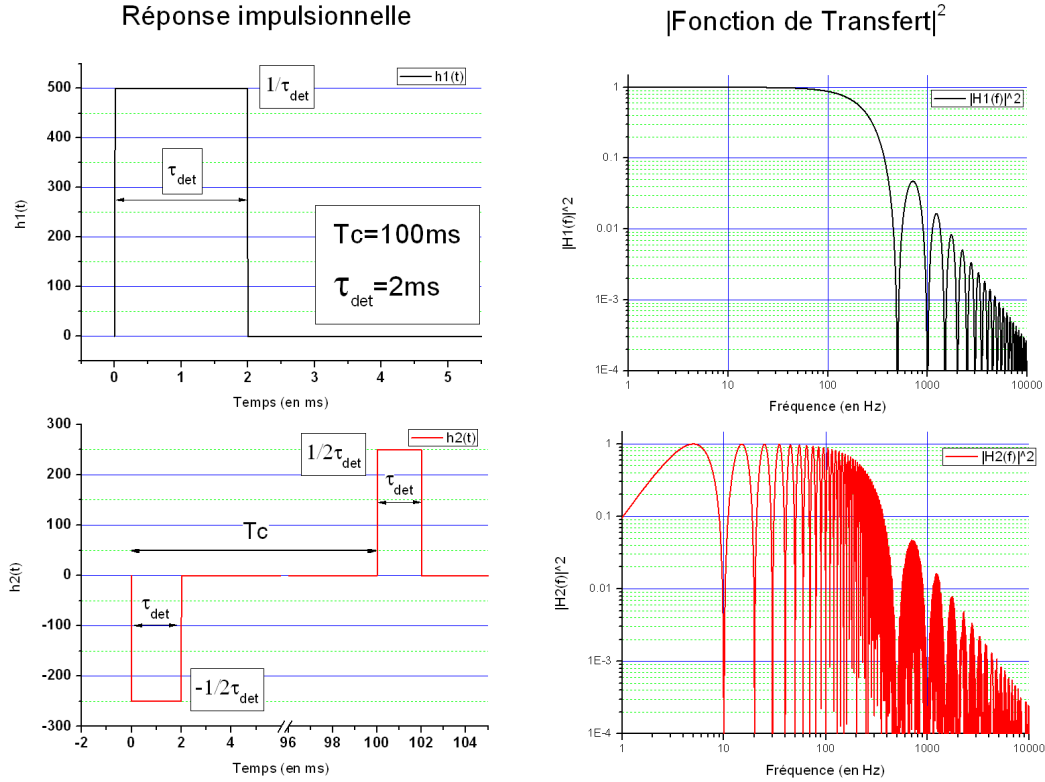 Réponse impulsionnelle
|Fonction de Transfert|²
h1(t)
1/τdet
τdet
Tc=100ms
τdet=2ms
500
400
300
200
100
0
h1(t)
0 1 2 3 4 5
Temps (en ms)
|H1(f)|^2
1
0.1
0.01
1E-3
1E-4
|H1(f)|^2
1 10 100 1000 10000
Fréquence (en Hz)
h2(t)
1/2τdet
τdet
Tc
τdet
-1/2τdet
300
200
100
0
-100
-200
-300
h2(t)
-2 0 2 4 96 98 100 102 104
Temps (en ms)
|H2(f)|^2
1
0.1
0.01
1E-3
1E-4
|H2(f)|^2
1 10 100 1000 10000
Fréquence (en Hz)